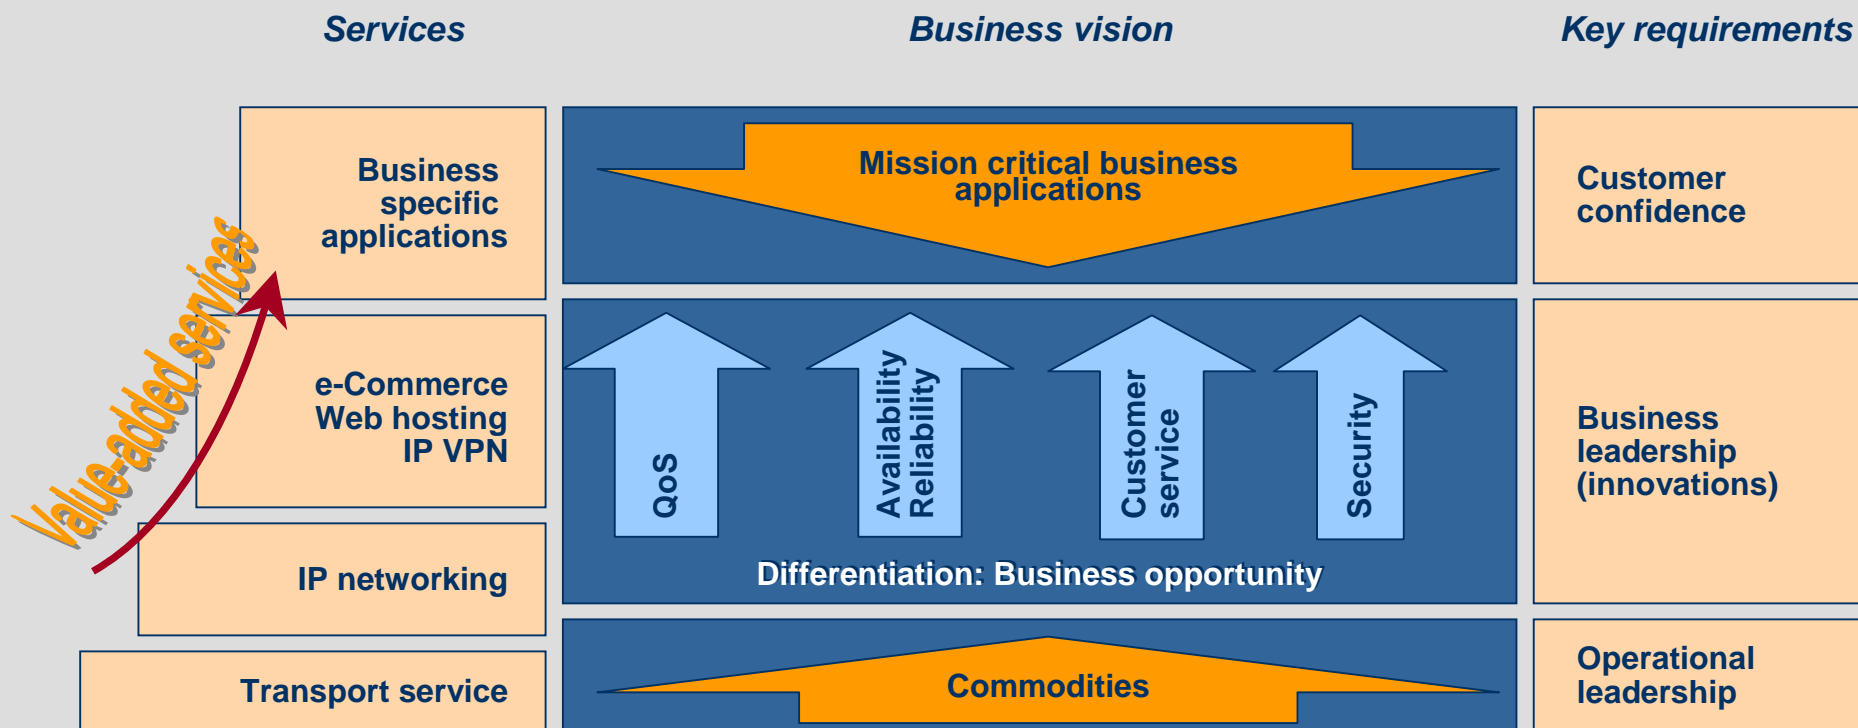 Services
Business vision
Key requirements
Business
specific
applications
Mission critical business
applications
Customer
confidence
Value-added services
e-Commerce
Web hosting
IP VPN
QoS
Availability
Reliability
Customer
service
Security
Business
leadership
(innovations)
IP networking
Differentiation: Business opportunity
Transport service
Commodities
Operational
leadership